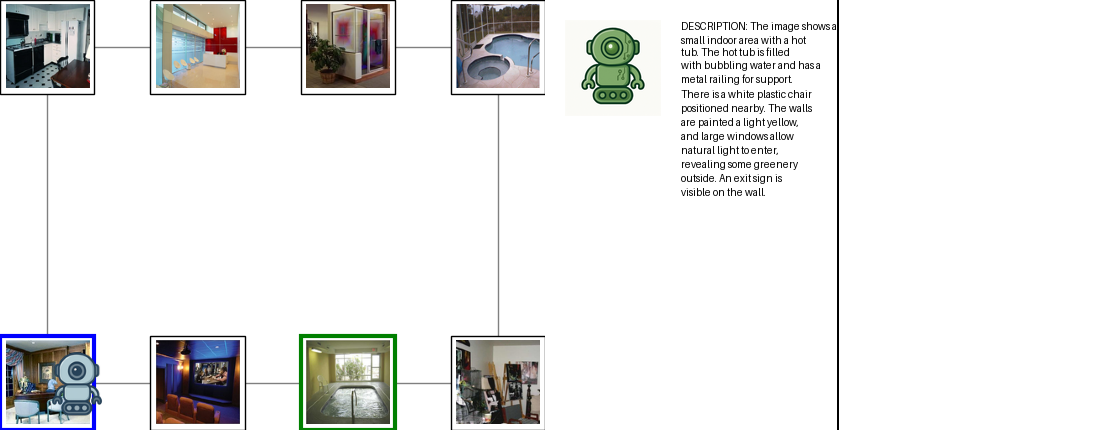 DESCRIPTION: The image shows a
small indoor area with a hot
tub. The hot tub is filled
with bubbling water and has a
metal railing for support.
There is a white plastic chair
positioned nearby. The walls
are painted a light yellow,
and large windows allow
natural light to enter,
revealing some greenery
outside. An exit sign is
visible on the wall.